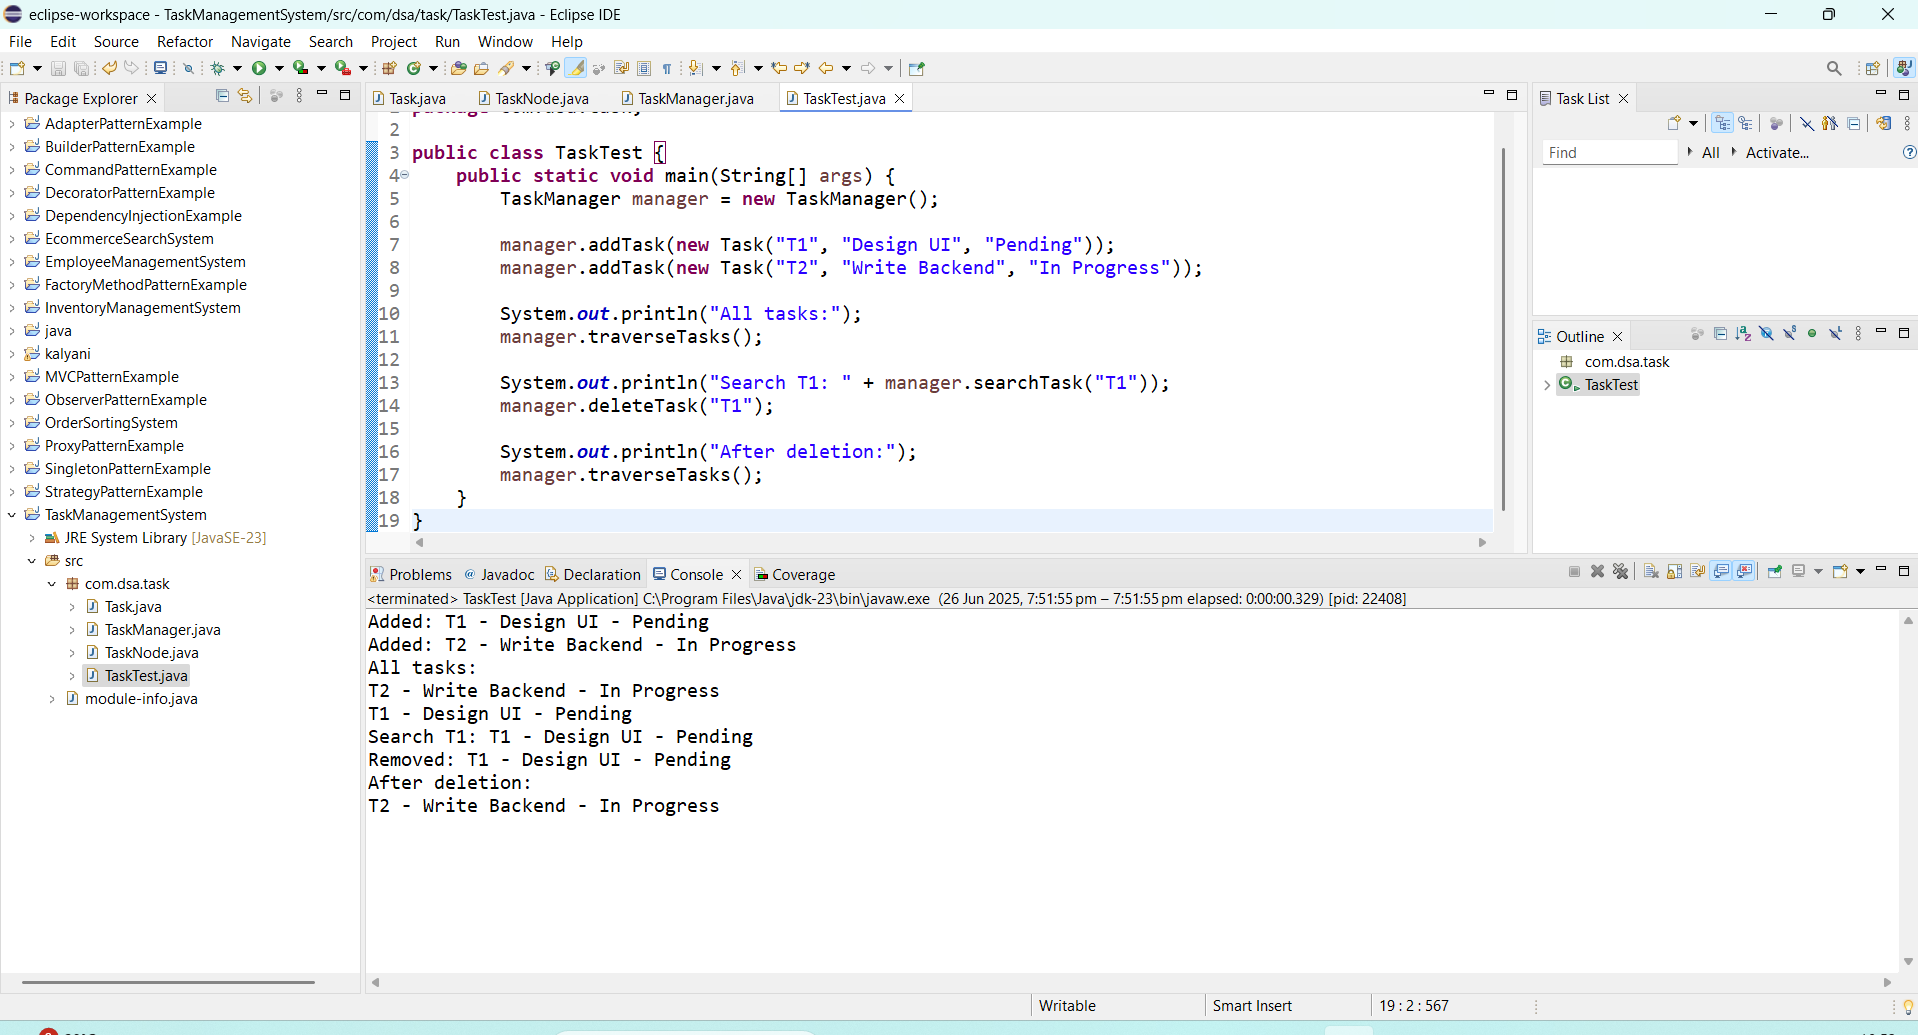 eclipse-workspace - TaskManagementSystem/src/com/dsa/task/TaskTest.java - Eclipse IDE
File Edit Source Refactor Navigate Search Project Run Window Help
Package Explorer
AdapterPatternExample
BuilderPatternExample
CommandPatternExample
DecoratorPatternExample
DependencyInjectionExample
EcommerceSearchSystem
EmployeeManagementSystem
FactoryMethodPatternExample
InventoryManagementSystem
java
kalyani
MVCPatternExample
ObserverPatternExample
OrderSortingSystem
ProxyPatternExample
SingletonPatternExample
StrategyPatternExample
TaskManagementSystem
JRE System Library [JavaSE-23]
src
com.dsa.task
Task.java
TaskManager.java
TaskNode.java
TaskTest.java
module-info.java
Task.java TaskNode.java TaskManager.java TaskTest.java
2
3 public class TaskTest {
4 public static void main(String[] args) {
5 TaskManager manager = new TaskManager();
6
7 manager.addTask(new Task("T1", "Design UI", "Pending"));
8 manager.addTask(new Task("T2", "Write Backend", "In Progress"));
9
10 System.out.println("All tasks:");
11 manager.traverseTasks();
12
13 System.out.println("Search T1: " + manager.searchTask("T1"));
14 manager.deleteTask("T1");
15
16 System.out.println("After deletion:");
17 manager.traverseTasks();
18 }
19 }
Task List
Find All Activate...
Outline
com.dsa.task
TaskTest
Problems Javadoc Declaration Console Coverage
<terminated> TaskTest [Java Application] C:\Program Files\Java\jdk-23\bin\javaw.exe (26 Jun 2025, 7:51:55 pm – 7:51:55 pm elapsed: 0:00:00.329) [pid: 22408]
Added: T1 - Design UI - Pending
Added: T2 - Write Backend - In Progress
All tasks:
T2 - Write Backend - In Progress
T1 - Design UI - Pending
Search T1: T1 - Design UI - Pending
Removed: T1 - Design UI - Pending
After deletion:
T2 - Write Backend - In Progress
Writable Smart Insert 19 : 2 : 567